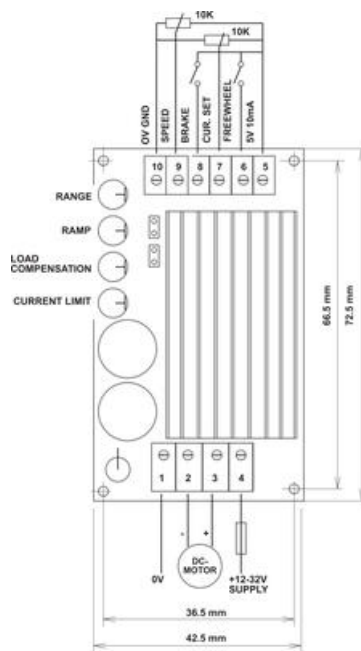 10K
10K
OV GND
SPEED
BRAKE
CUR. SET
FREEWHEEL
5V 10mA
10 9 8 7 6 5
RANGE
RAMP
LOAD
COMPENSATION
CURRENT LIMIT
66.5 mm
72.5 mm
1 2 3 4
- +
0V
DC-
MOTOR
+12-32V
SUPPLY
36.5 mm
42.5 mm